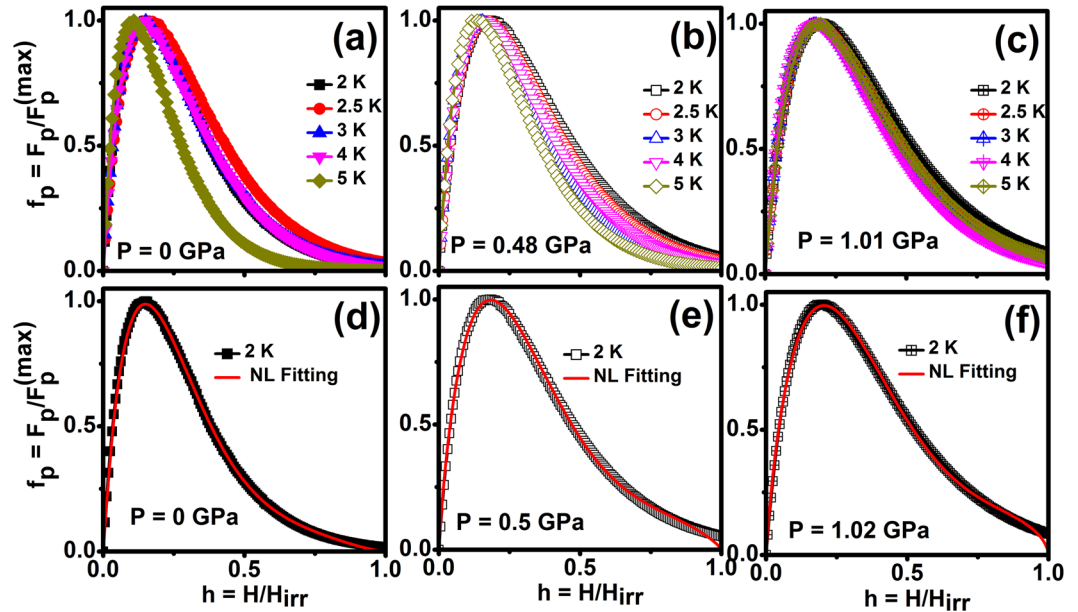 (a)
1.0
0.5
0.0
f_p = F_p/F_p^(max)
2 K
2.5 K
3 K
4 K
5 K
P = 0 GPa
(b)
1.0
0.5
0.0
2 K
2.5 K
3 K
4 K
5 K
P = 0.48 GPa
(c)
1.0
0.5
0.0
2 K
2.5 K
3 K
4 K
5 K
P = 1.01 GPa
(d)
1.0
0.5
0.0
f_p = F_p/F_p^(max)
2 K
NL Fitting
P = 0 GPa
0.0 0.5 1.0
h = H/H_irr
(e)
1.0
0.5
0.0
2 K
NL Fitting
P = 0.5 GPa
0.0 0.5 1.0
h = H/H_irr
(f)
1.0
0.5
0.0
2 K
NL Fitting
P = 1.02 GPa
0.0 0.5 1.0
h = H/H_irr